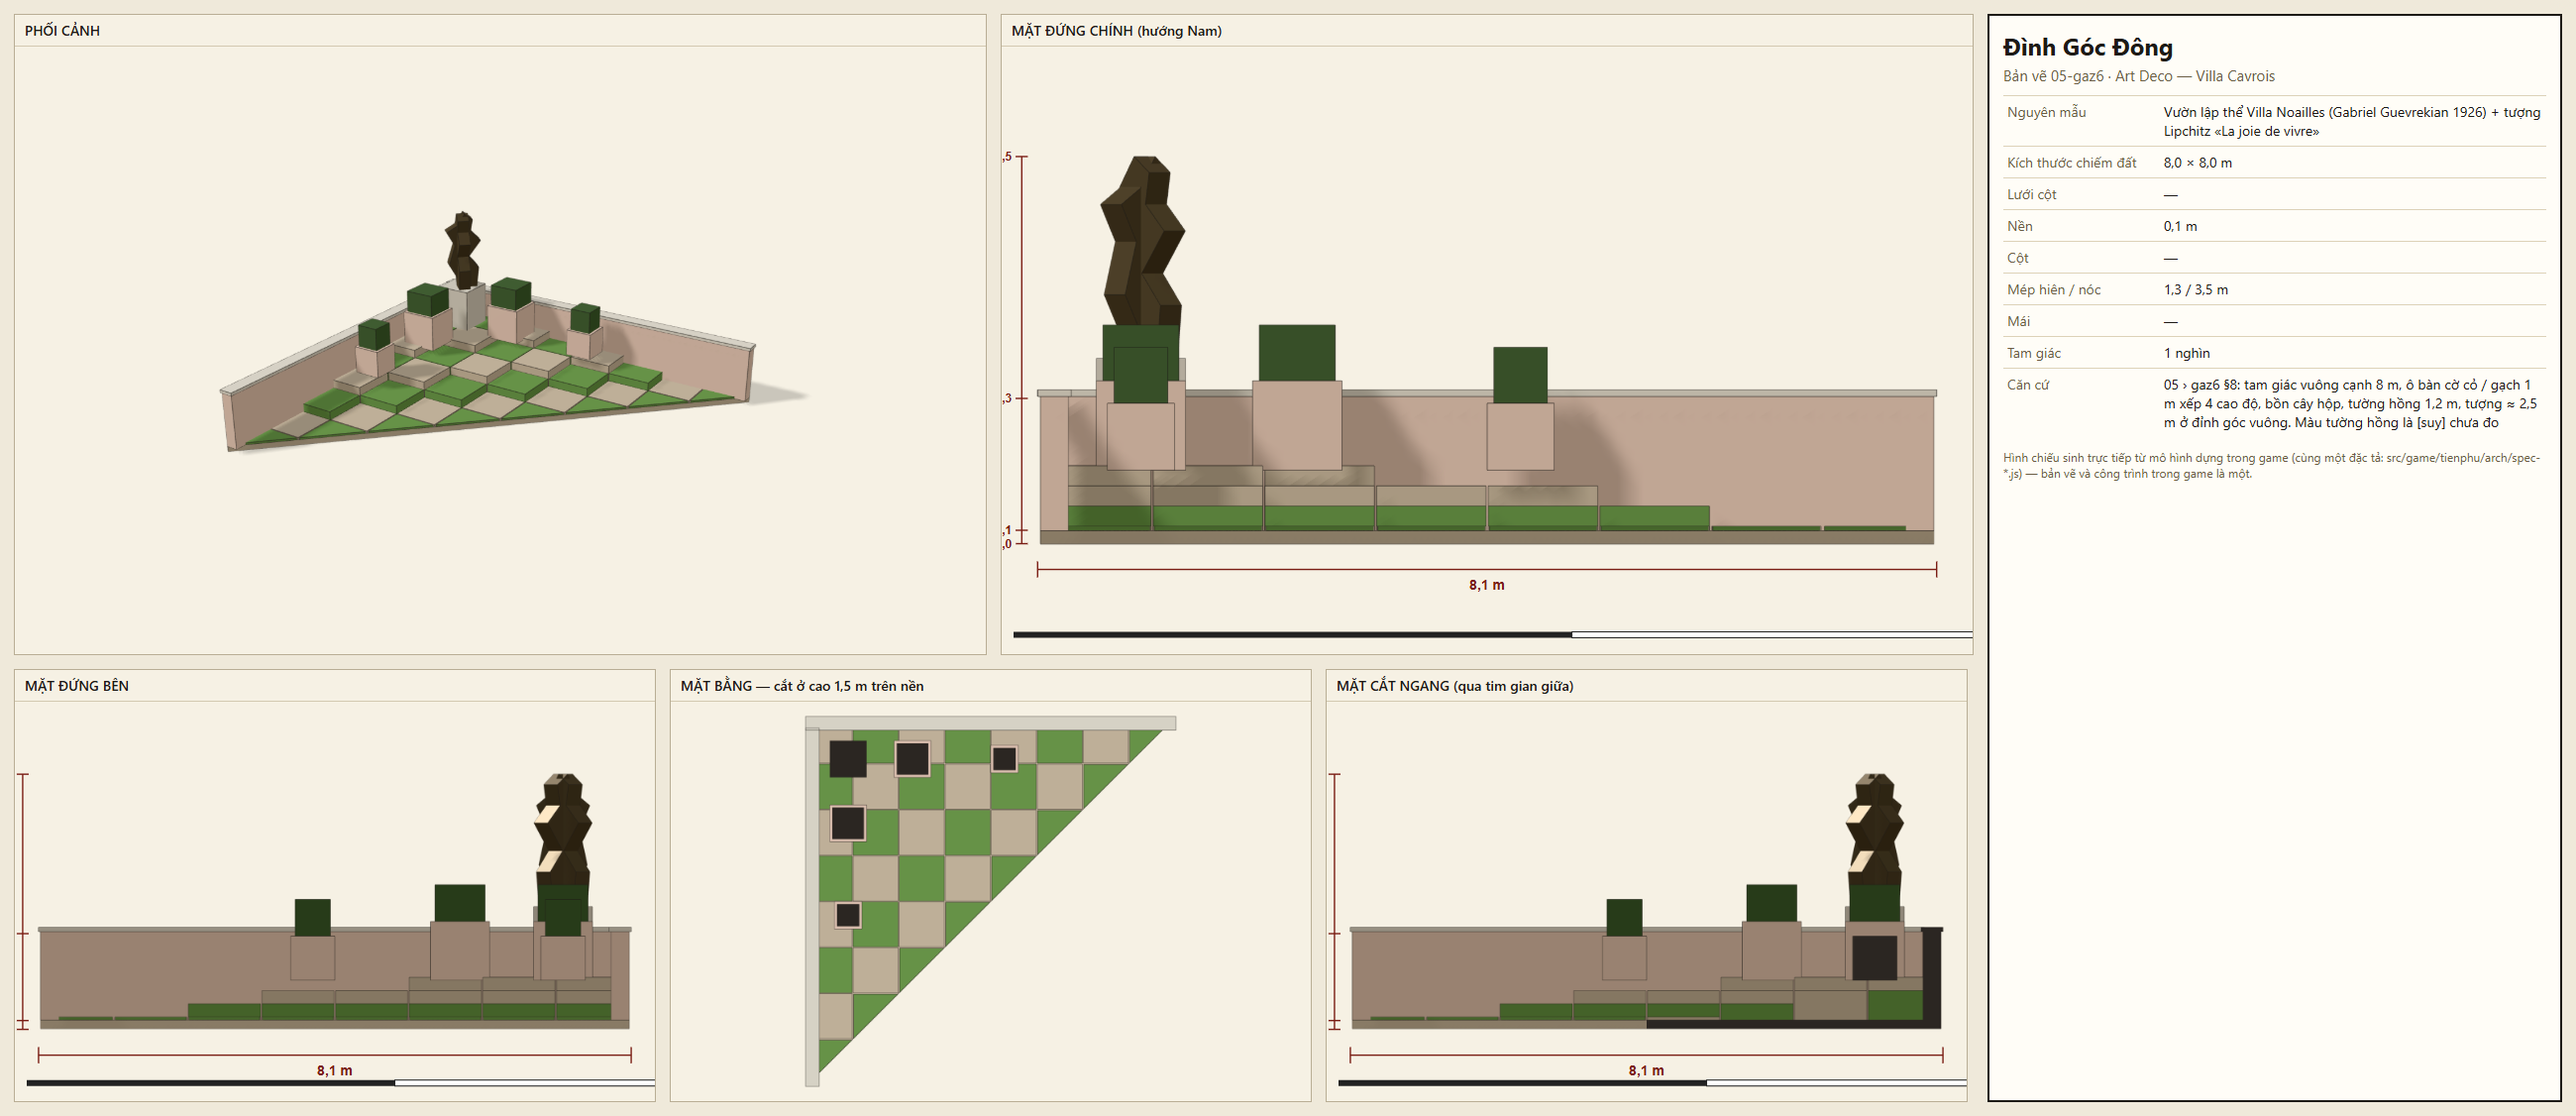 PHỐI CẢNH
MẶT ĐỨNG CHÍNH (hướng Nam)
,5
,3
,1
,0
8,1 m
MẶT ĐỨNG BÊN
8,1 m
MẶT BẰNG — cắt ở cao 1,5 m trên nền
MẶT CẮT NGANG (qua tim gian giữa)
8,1 m
Đình Góc Đông
Bản vẽ 05-gaz6 · Art Deco — Villa Cavrois
Nguyên mẫu Vườn lập thể Villa Noailles (Gabriel Guevrekian 1926) + tượng
Lipchitz «La joie de vivre»
Kích thước chiếm đất 8,0 × 8,0 m
Lưới cột —
Nền 0,1 m
Cột —
Mép hiên / nóc 1,3 / 3,5 m
Mái —
Tam giác 1 nghìn
Căn cứ 05 › gaz6 §8: tam giác vuông cạnh 8 m, ô bàn cờ cỏ / gạch 1
m xếp 4 cao độ, bồn cây hộp, tường hồng 1,2 m, tượng ≈ 2,5
m ở đỉnh góc vuông. Màu tường hồng là [suy] chưa đo
Hình chiếu sinh trực tiếp từ mô hình dựng trong game (cùng một đặc tả: src/game/tienphu/arch/spec-
*.js) — bản vẽ và công trình trong game là một.